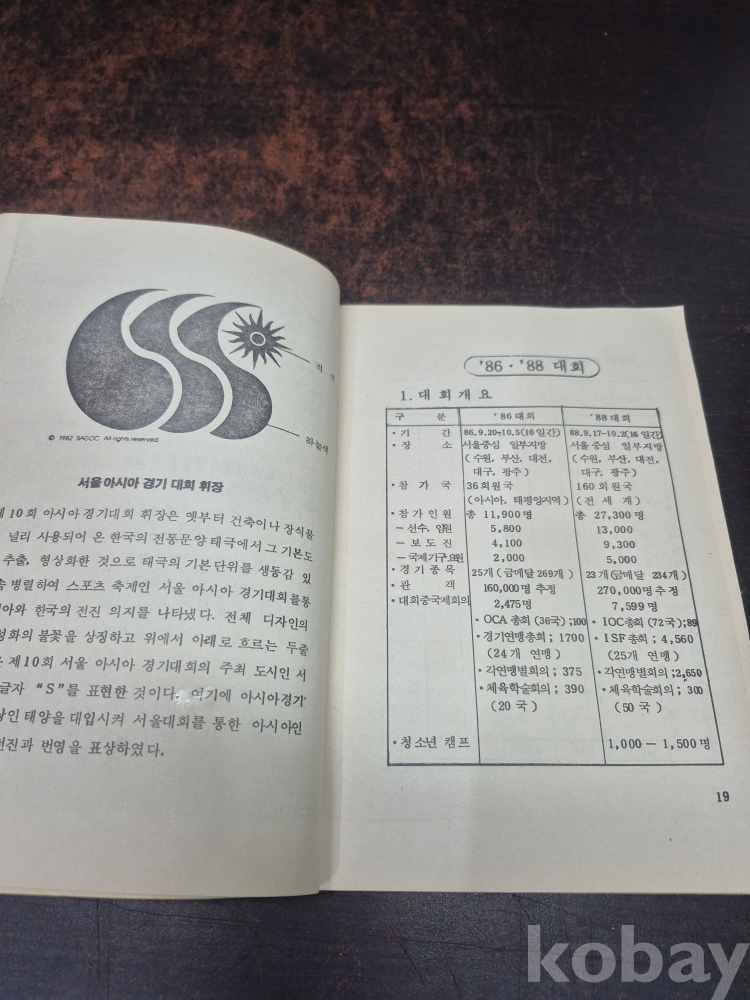 적 색
하늘색
© 1982 SAGOC All rights reserved
서울 아시아 경기 대회 휘장
제10회 아시아경기대회 휘장은 옛부터 건축이나 장식물
널리 사용되어 온 한국의 전통문양 태극에서 그 기본도
추출, 형상화한 것으로 태극의 기본단위를 생동감 있
속 병렬하여 스포츠 축제인 서울 아시아 경기대회를 통
아와 한국의 전진 의지를 나타냈다. 전체 디자인의
성화의 불꽃을 상징하고 위에서 아래로 흐르는 두줄
은 제10회 서울 아시아 경기대회의 주최 도시인 서
글자 “S”를 표현한 것이다. 여기에 아시아경기
상인 태양을 대입시켜 서울대회를 통한 아시아인
전진과 번영을 표상하였다.
'86 · '88 대회
1. 대 회 개 요
구 분 '86대회 '88대회
· 기 간 86.9.20~10.5(16일간) 88.9.17~10.2(16일간)
· 장 소 서울중심 일부지방 서울중심 일부지방
(수원, 부산, 대전, (수원, 부산, 대전,
대구, 광주) 대구, 광주)
· 참 가 국 36회원국 160회원국
(아시아, 태평양지역) (전 세 계)
· 참 가 인 원 총 11,900명 총 27,300명
― 선수, 임원 5,800 13,000
― 보 도 진 4,100 9,300
― 국제기구요원 2,000 5,000
· 경 기 종 목 25개 (금메달 269개) 23개 (금메달 234개)
· 관 객 160,000명 추정 270,000명 추정
· 대회중국제회의 2,475명 7,599명
· OCA 총회 (36국);100 · IOC총회 (72국);89
· 경기연맹총회; 1700 · ISF총회; 4,560
(24개 연맹) (25개 연맹)
· 각연맹별회의; 375 · 각연맹별회의;2,650
· 체육학술회의; 390 · 체육학술회의; 300
(20 국) (50 국)
· 청소년 캠프 1,000 ― 1,500명
19
kobay